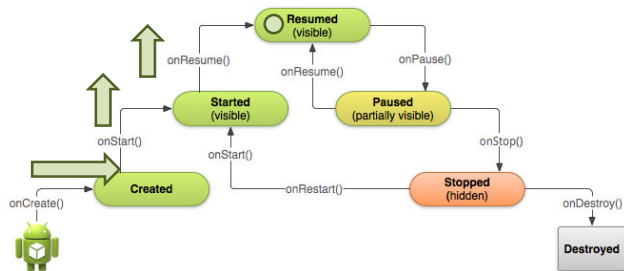 Resumed
(visible)
onResume()
onResume()
onPause()
Started
(visible)
Paused
(partially visible)
onStart()
onStart()
onStop()
Created
onRestart()
Stopped
(hidden)
onCreate()
onDestroy()
Destroyed